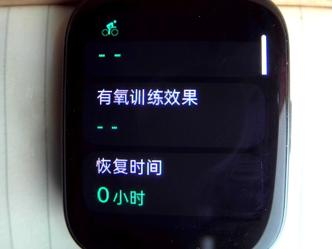 --
有氧训练效果
--
恢复时间
0小时